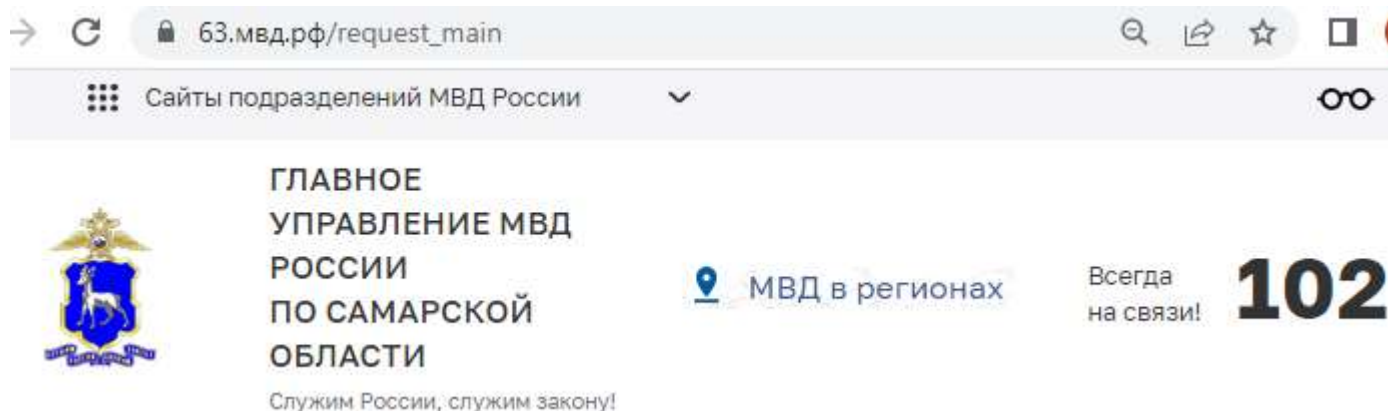 63.мвд.рф/request_main
Сайты подразделений МВД России
ГЛАВНОЕ
УПРАВЛЕНИЕ МВД
РОССИИ
ПО САМАРСКОЙ
ОБЛАСТИ
Служим России, служим закону!
МВД в регионах
Всегда
на связи!
102